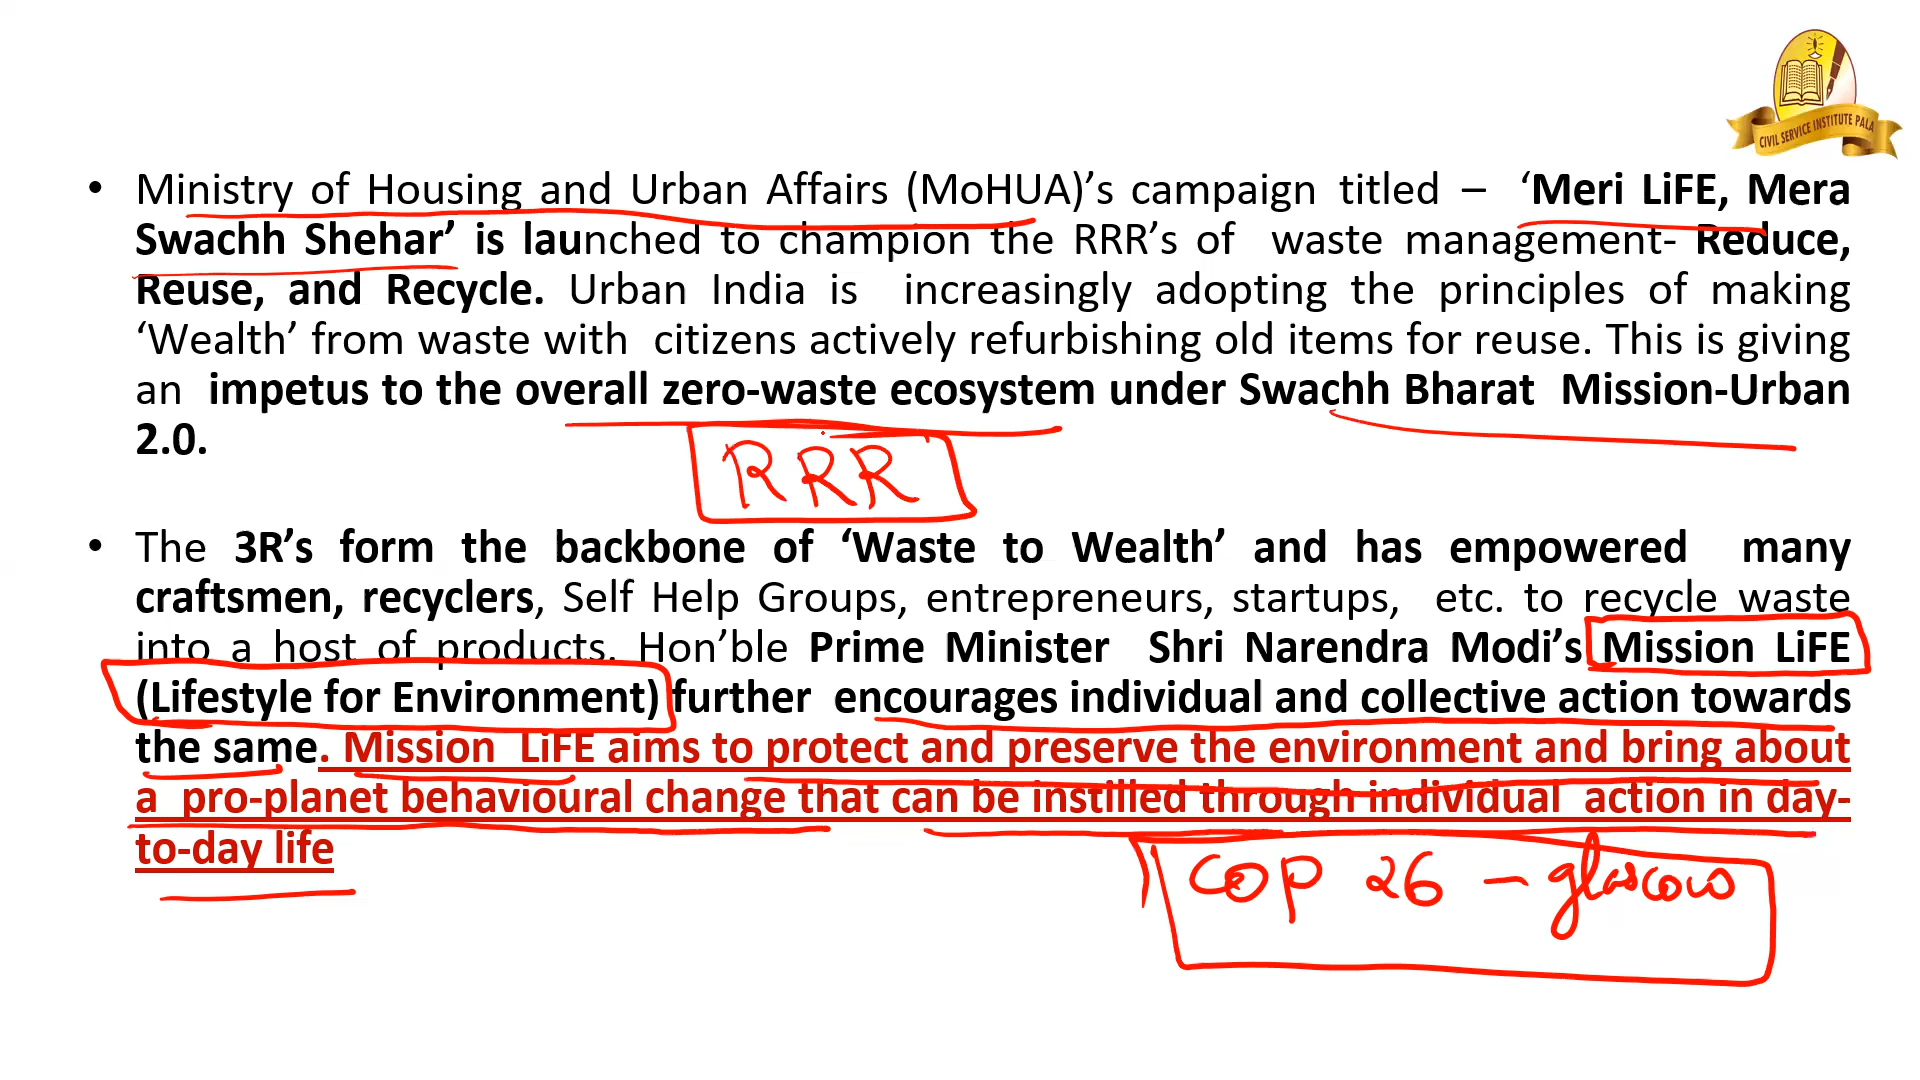 CIVIL SERVICE INSTITUTE PALA
• Ministry of Housing and Urban Affairs (MoHUA)’s campaign titled – ‘Meri LiFE, Mera
Swachh Shehar’ is launched to champion the RRR’s of waste management- Reduce,
Reuse, and Recycle. Urban India is increasingly adopting the principles of making
‘Wealth’ from waste with citizens actively refurbishing old items for reuse. This is giving
an impetus to the overall zero-waste ecosystem under Swachh Bharat Mission-Urban
2.0.
RRR
• The 3R’s form the backbone of ‘Waste to Wealth’ and has empowered many
craftsmen, recyclers, Self Help Groups, entrepreneurs, startups, etc. to recycle waste
into a host of products. Hon’ble Prime Minister Shri Narendra Modi’s Mission LiFE
(Lifestyle for Environment) further encourages individual and collective action towards
the same. Mission LiFE aims to protect and preserve the environment and bring about
a pro-planet behavioural change that can be instilled through individual action in day-
to-day life
COP 26 – glascow